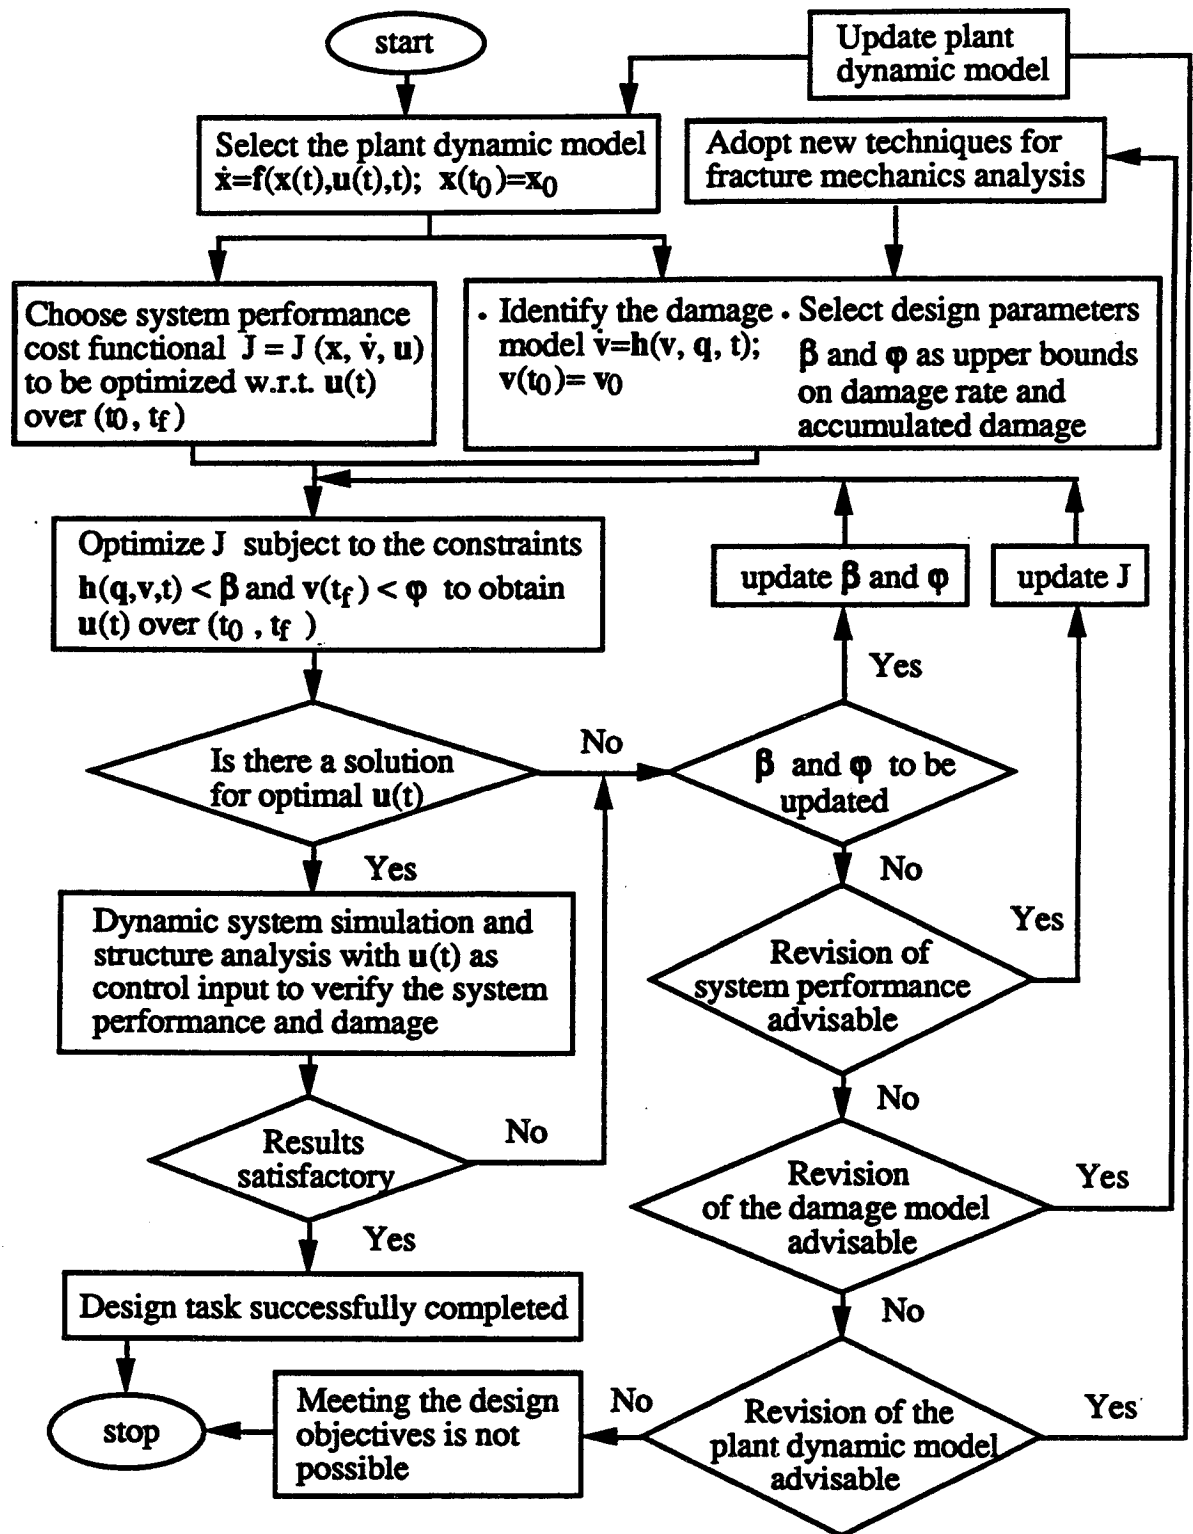 start
Update plant
dynamic model
Select the plant dynamic model
ẋ=f(x(t),u(t),t); x(t0)=x0
Adopt new techniques for
fracture mechanics analysis
Choose system performance
cost functional J = J (x, v̇, u)
to be optimized w.r.t. u(t)
over (t0, tf)
· Identify the damage
model v̇=h(v, q, t);
v(t0)= v0
· Select design parameters
β and φ as upper bounds
on damage rate and
accumulated damage
Optimize J subject to the constraints
h(q,v,t) < β and v(tf) < φ to obtain
u(t) over (t0 , tf )
update β and φ
update J
Yes
Is there a solution
for optimal u(t)
No
β and φ to be
updated
Yes
No
Dynamic system simulation and
structure analysis with u(t) as
control input to verify the system
performance and damage
Yes
Revision of
system performance
advisable
No
Results
satisfactory
No
Revision
of the damage model
advisable
Yes
Yes
No
Design task successfully completed
stop
Meeting the design
objectives is not
possible
No
Revision of the
plant dynamic model
advisable
Yes